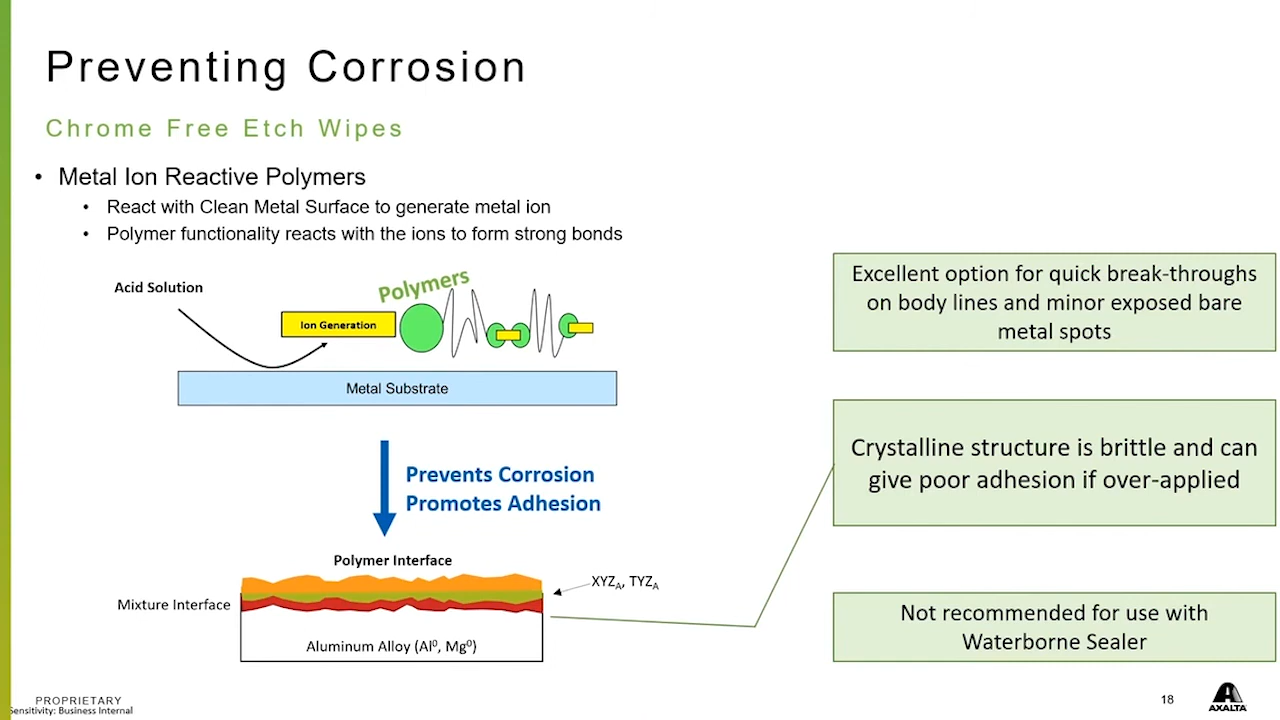 Preventing Corrosion
Chrome Free Etch Wipes
• Metal Ion Reactive Polymers
• React with Clean Metal Surface to generate metal ion
• Polymer functionality reacts with the ions to form strong bonds
Acid Solution
Polymers
Ion Generation
Metal Substrate
Prevents Corrosion
Promotes Adhesion
Polymer Interface
XYZA, TYZA
Mixture Interface
Aluminum Alloy (Al⁰, Mg⁰)
Excellent option for quick break-throughs
on body lines and minor exposed bare
metal spots
Crystalline structure is brittle and can
give poor adhesion if over-applied
Not recommended for use with
Waterborne Sealer
PROPRIETARY
Sensitivity: Business Internal
18
AXALTA